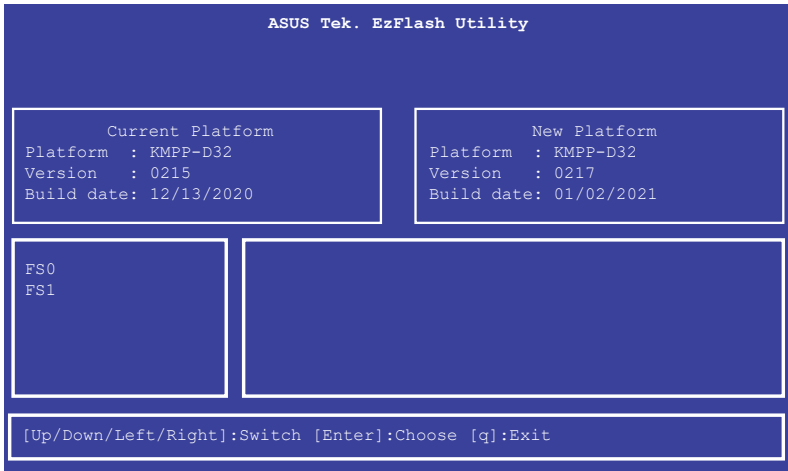 ASUS Tek. EzFlash Utility
Current Platform
Platform  : KMPP-D32
Version   : 0215
Build date: 12/13/2020
New Platform
Platform  : KMPP-D32
Version   : 0217
Build date: 01/02/2021
FS0
FS1
[Up/Down/Left/Right]:Switch [Enter]:Choose [q]:Exit